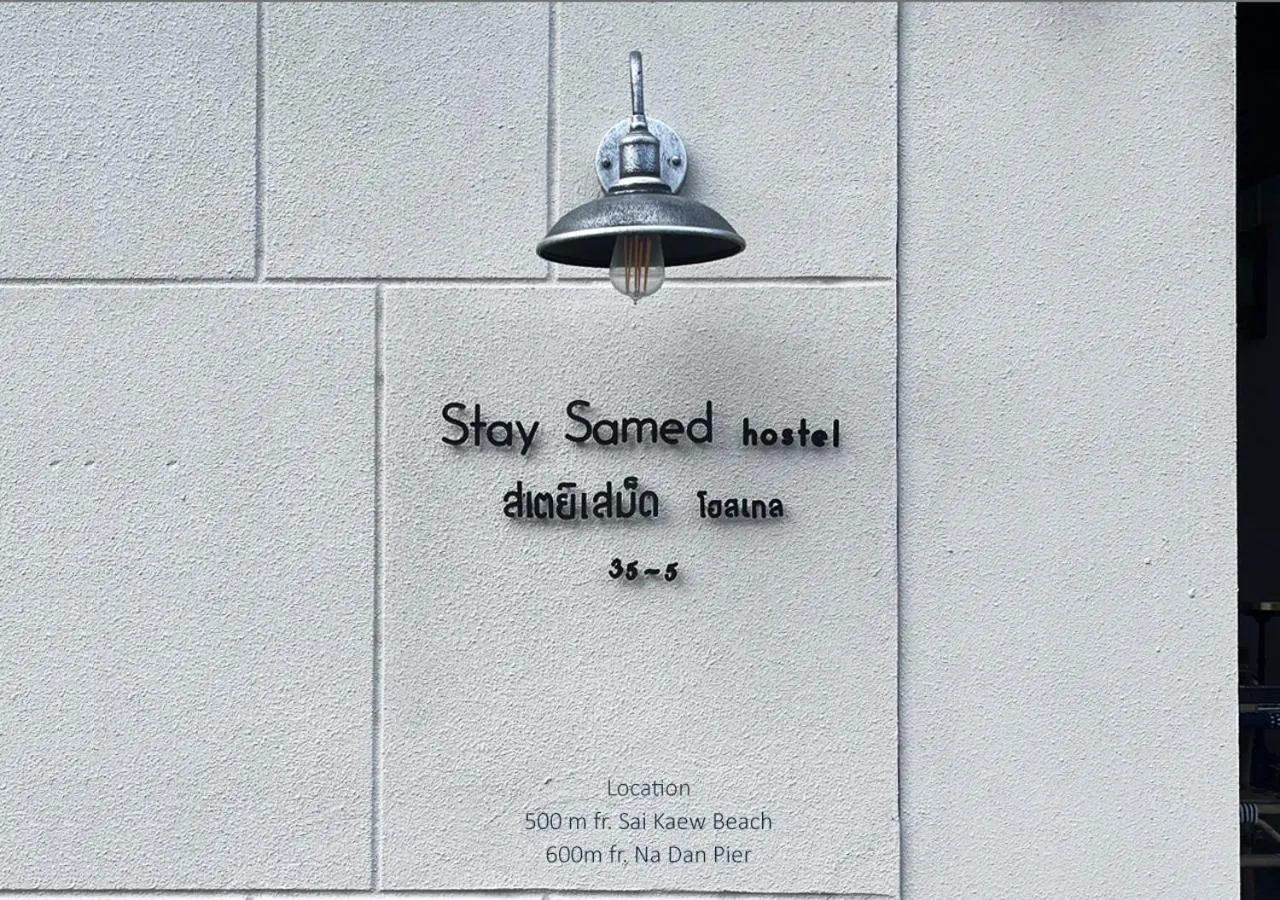 Stay Samed hostel
สเตย์เสม็ด โฮสเทล
35~5
Location
500 m fr. Sai Kaew Beach
600m fr, Na Dan Pier